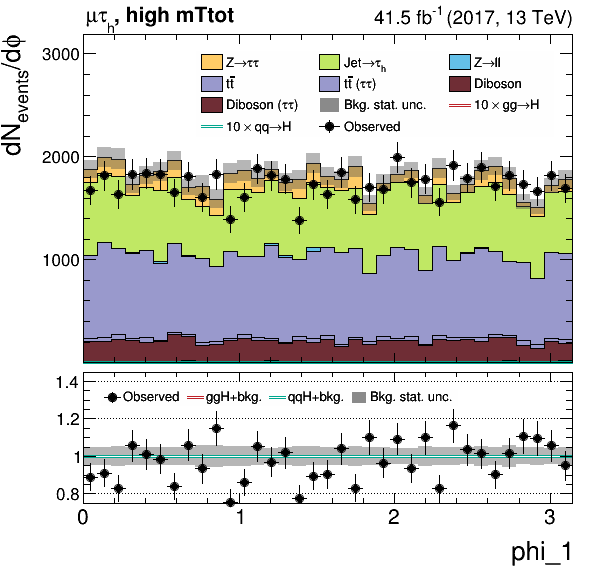 μτh, high mTtot 41.5 fb-1 (2017, 13 TeV)
dNevents/dϕ
3000
2000
1000
Z→ττ Jet→τh Z→ll
tt̄ tt̄ (ττ) Diboson
Diboson (ττ) Bkg. stat. unc. 10 × gg→H
10 × qq→H Observed
1.4
1.2
1
0.8
Observed ggH+bkg. qqH+bkg. Bkg. stat. unc.
0 1 2 3
phi_1